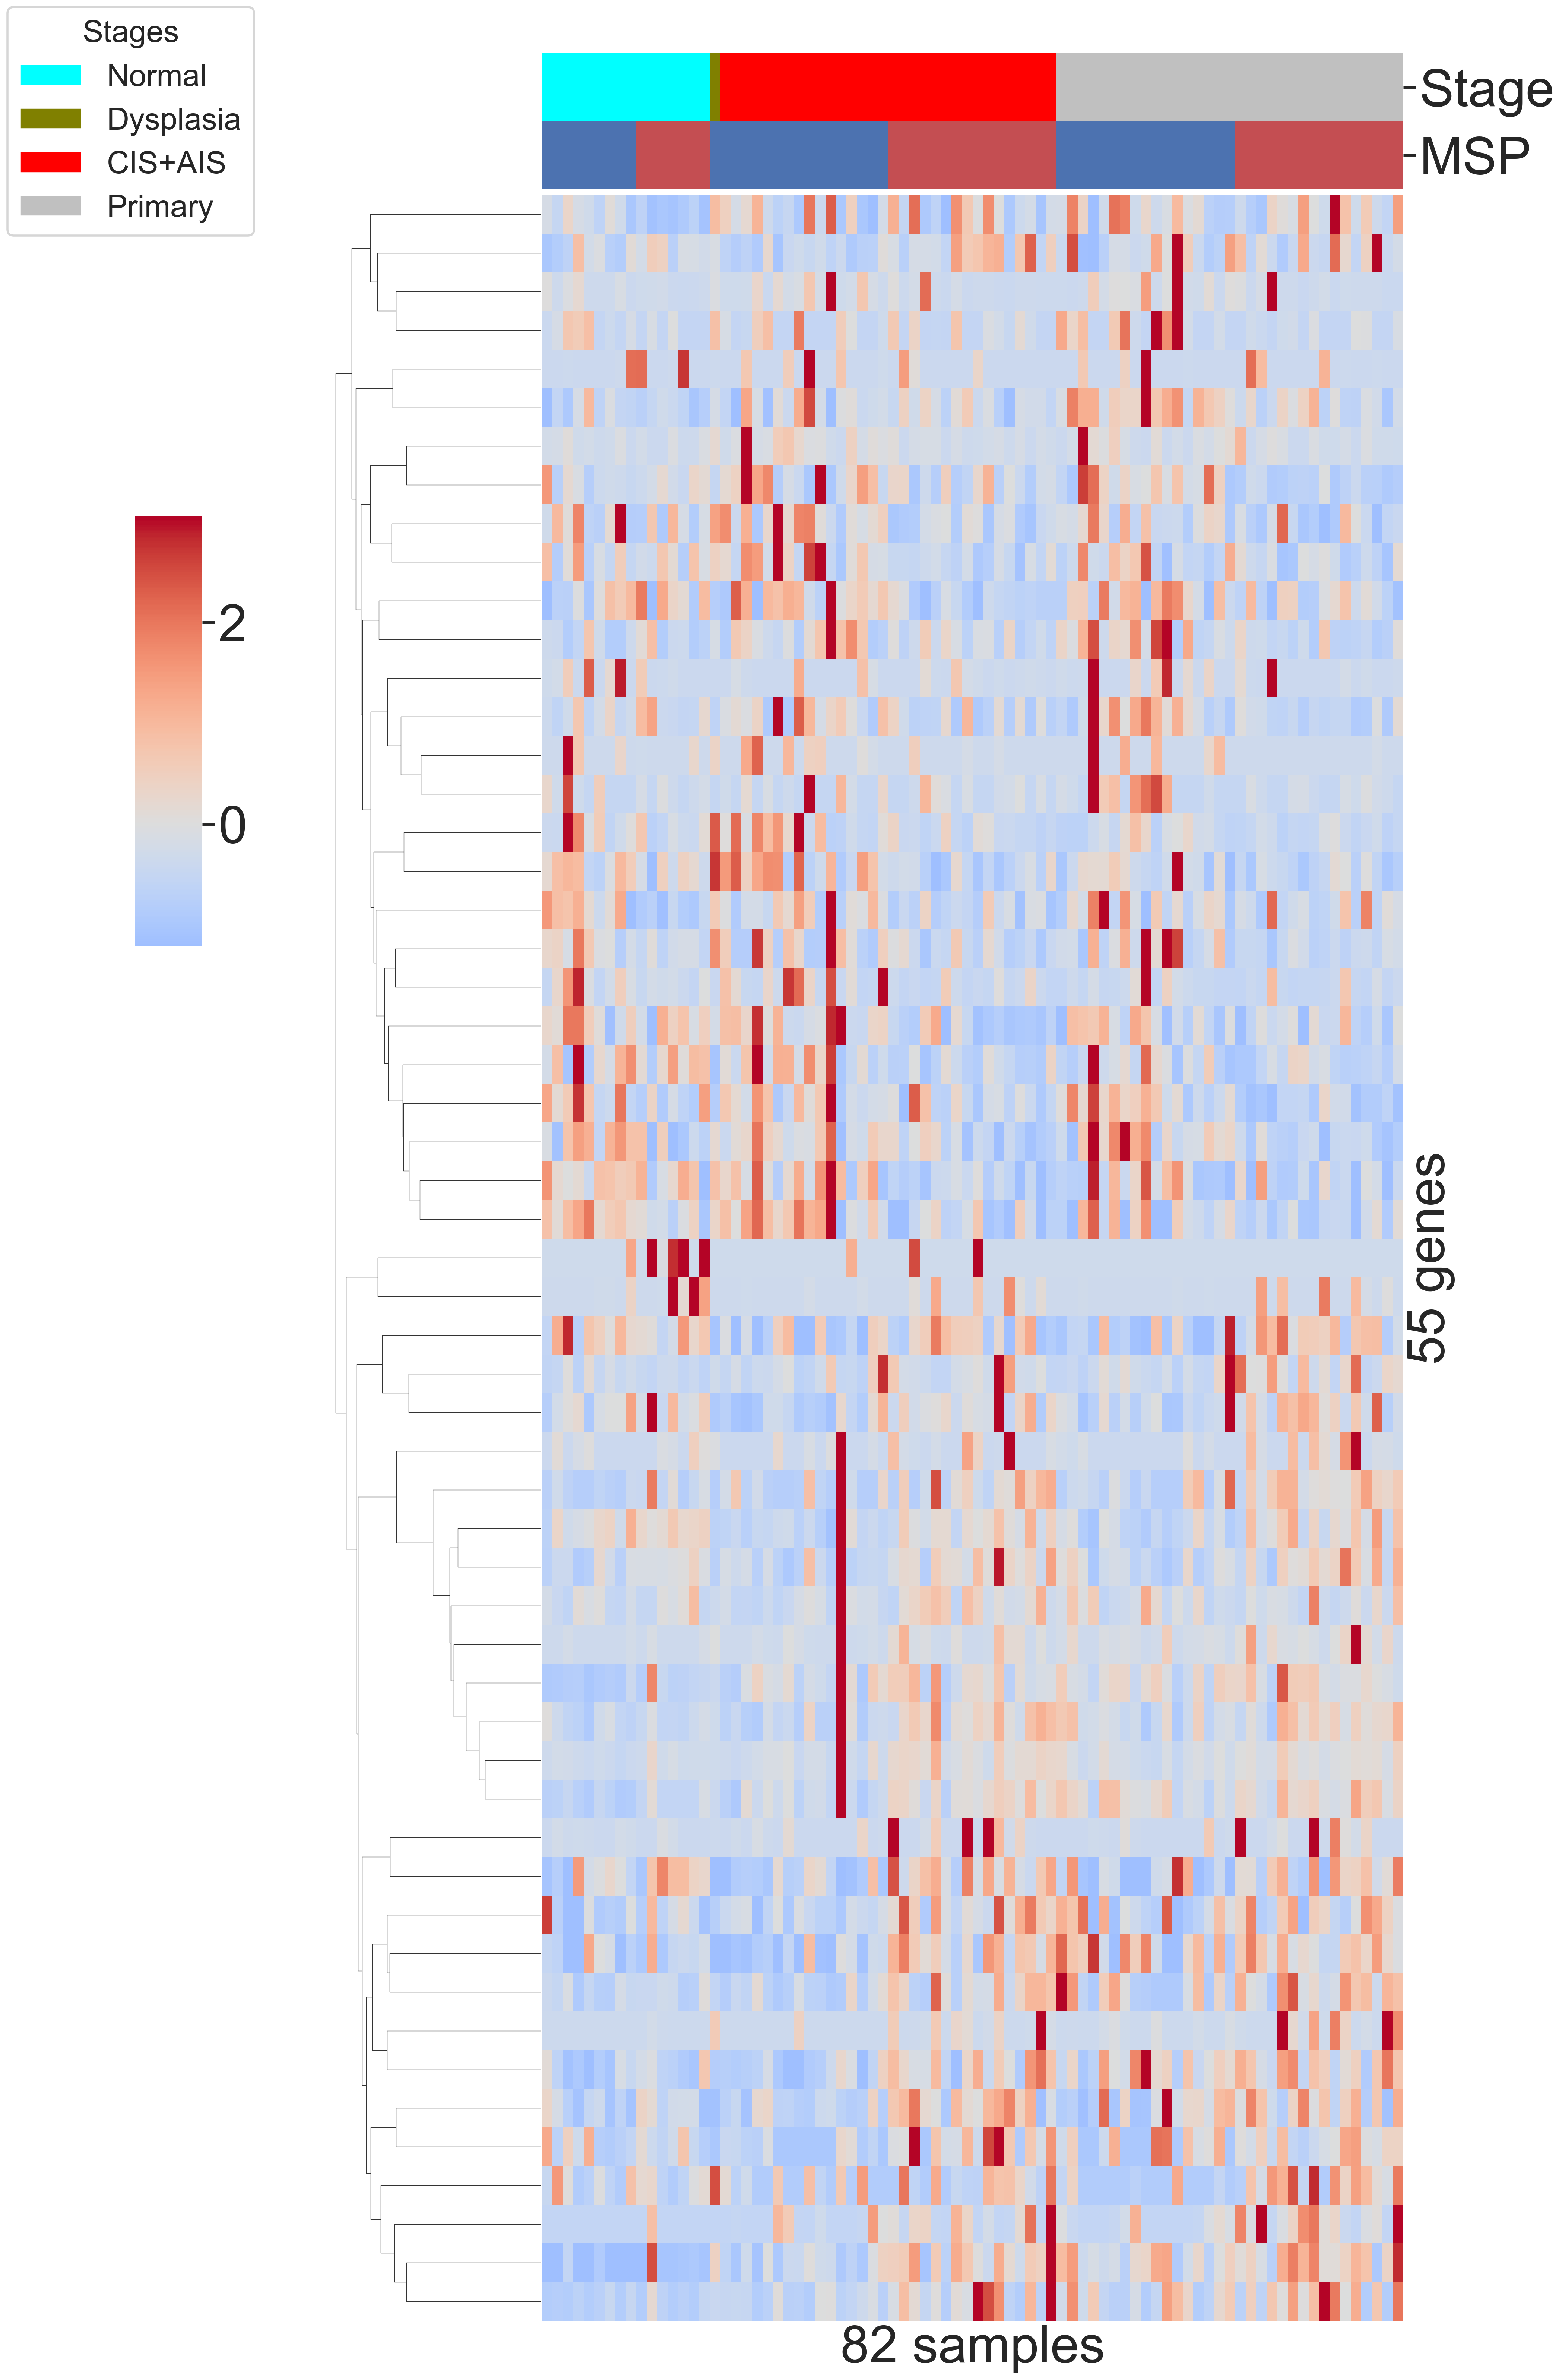 Stages
Normal
Dysplasia
CIS+AIS
Primary
Stage
MSP
2
0
55 genes
82 samples